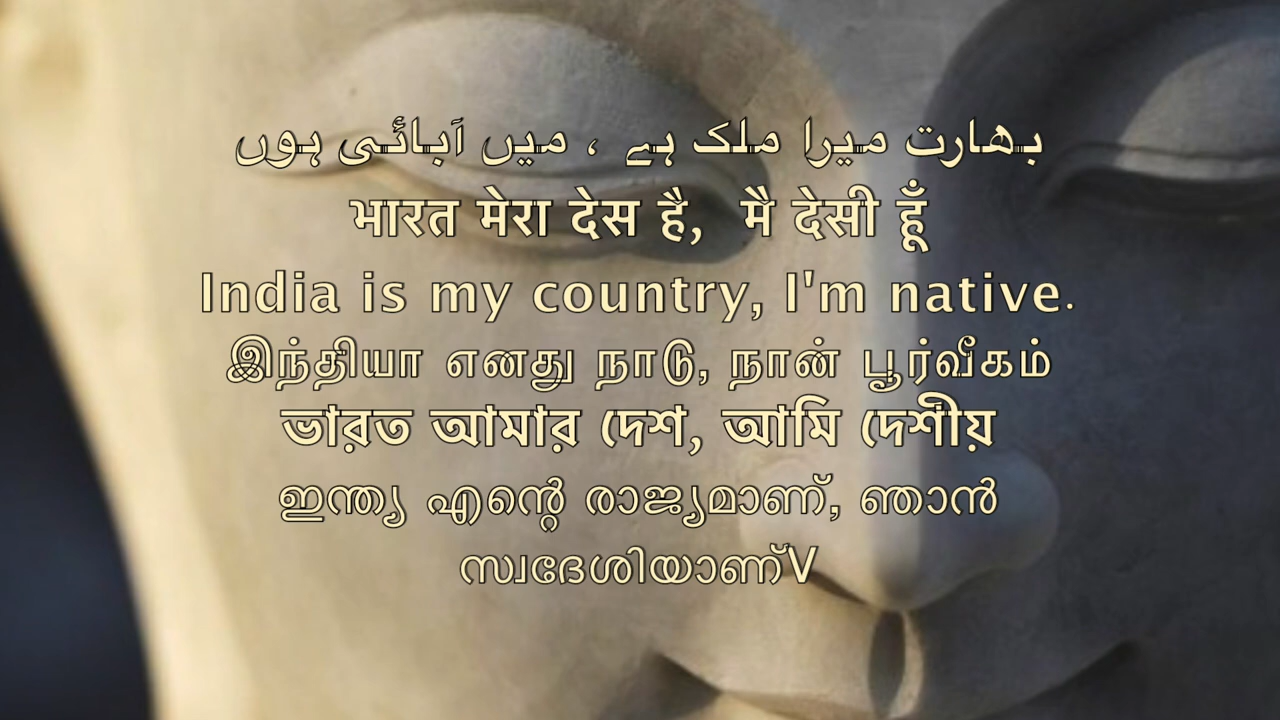 بھارت میرا ملک ہے ، میں آبائی ہوں
भारत मेरा देस है, मै देसी हूँ
India is my country, I'm native.
இந்தியா எனது நாடு, நான் பூர்வீகம்
ভারত আমার দেশ, আমি দেশীয়
ഇന്ത്യ എന്റെ രാജ്യമാണ്, ഞാൻ
സ്വദേശിയാണ്V